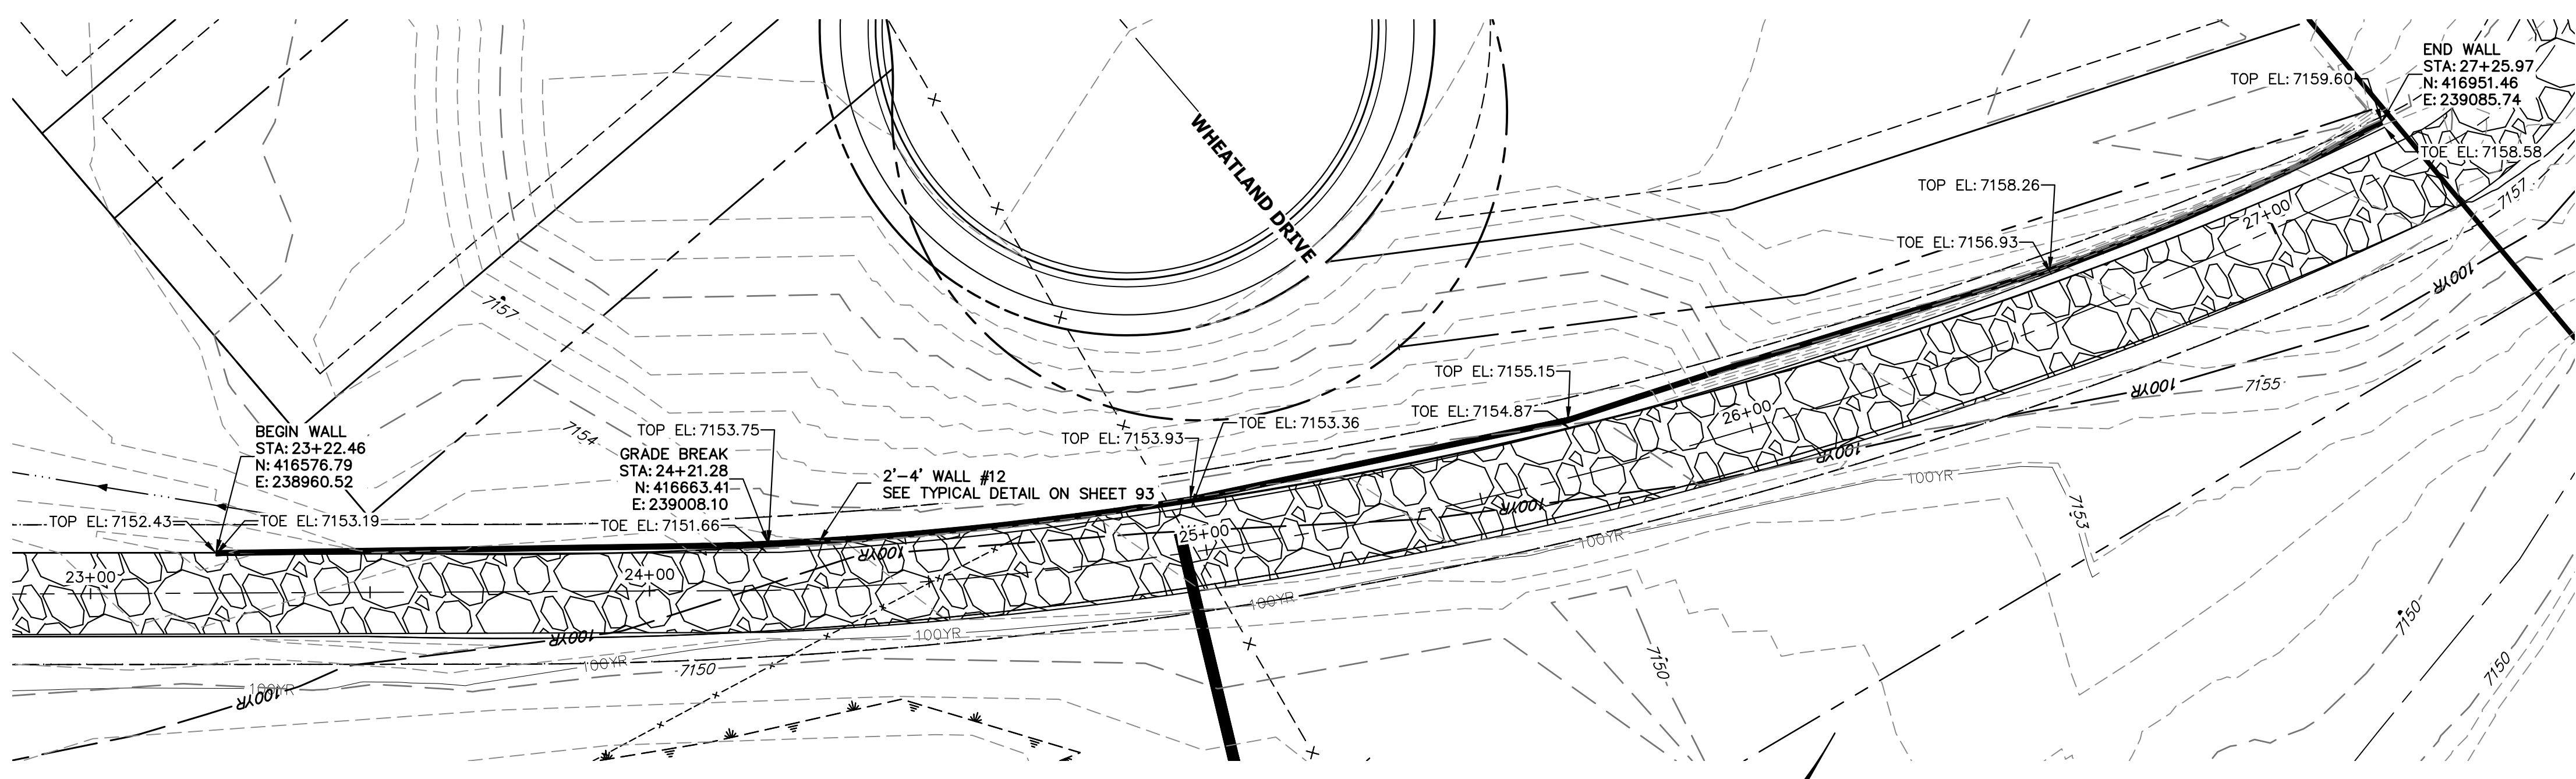 END WALL
STA: 27+25.97
N: 416951.46
E: 239085.74
TOP EL: 7159.60
TOE EL: 7158.58
WHEATLAND DRIVE
TOP EL: 7158.26
TOE EL: 7156.93
7157
27+00
100YR
7157
TOP EL: 7155.15
7155
100YR
TOE EL: 7154.87
26+00
7154
BEGIN WALL
STA: 23+22.46
N: 416576.79
E: 238960.52
TOP EL: 7153.75
GRADE BREAK
STA: 24+21.28
N: 416663.41
E: 239008.10
TOE EL: 7151.66
TOP EL: 7153.93
TOE EL: 7153.36
2'-4' WALL #12
SEE TYPICAL DETAIL ON SHEET 93
100YR
100YR
7153
TOP EL: 7152.43
TOE EL: 7153.19
100YR
25+00
100YR
100YR
23+00
24+00
100YR
7150
100YR
100YR
100YR
7150
7150
7150
100YR
100YR